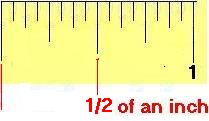 1
1/2 of an inch